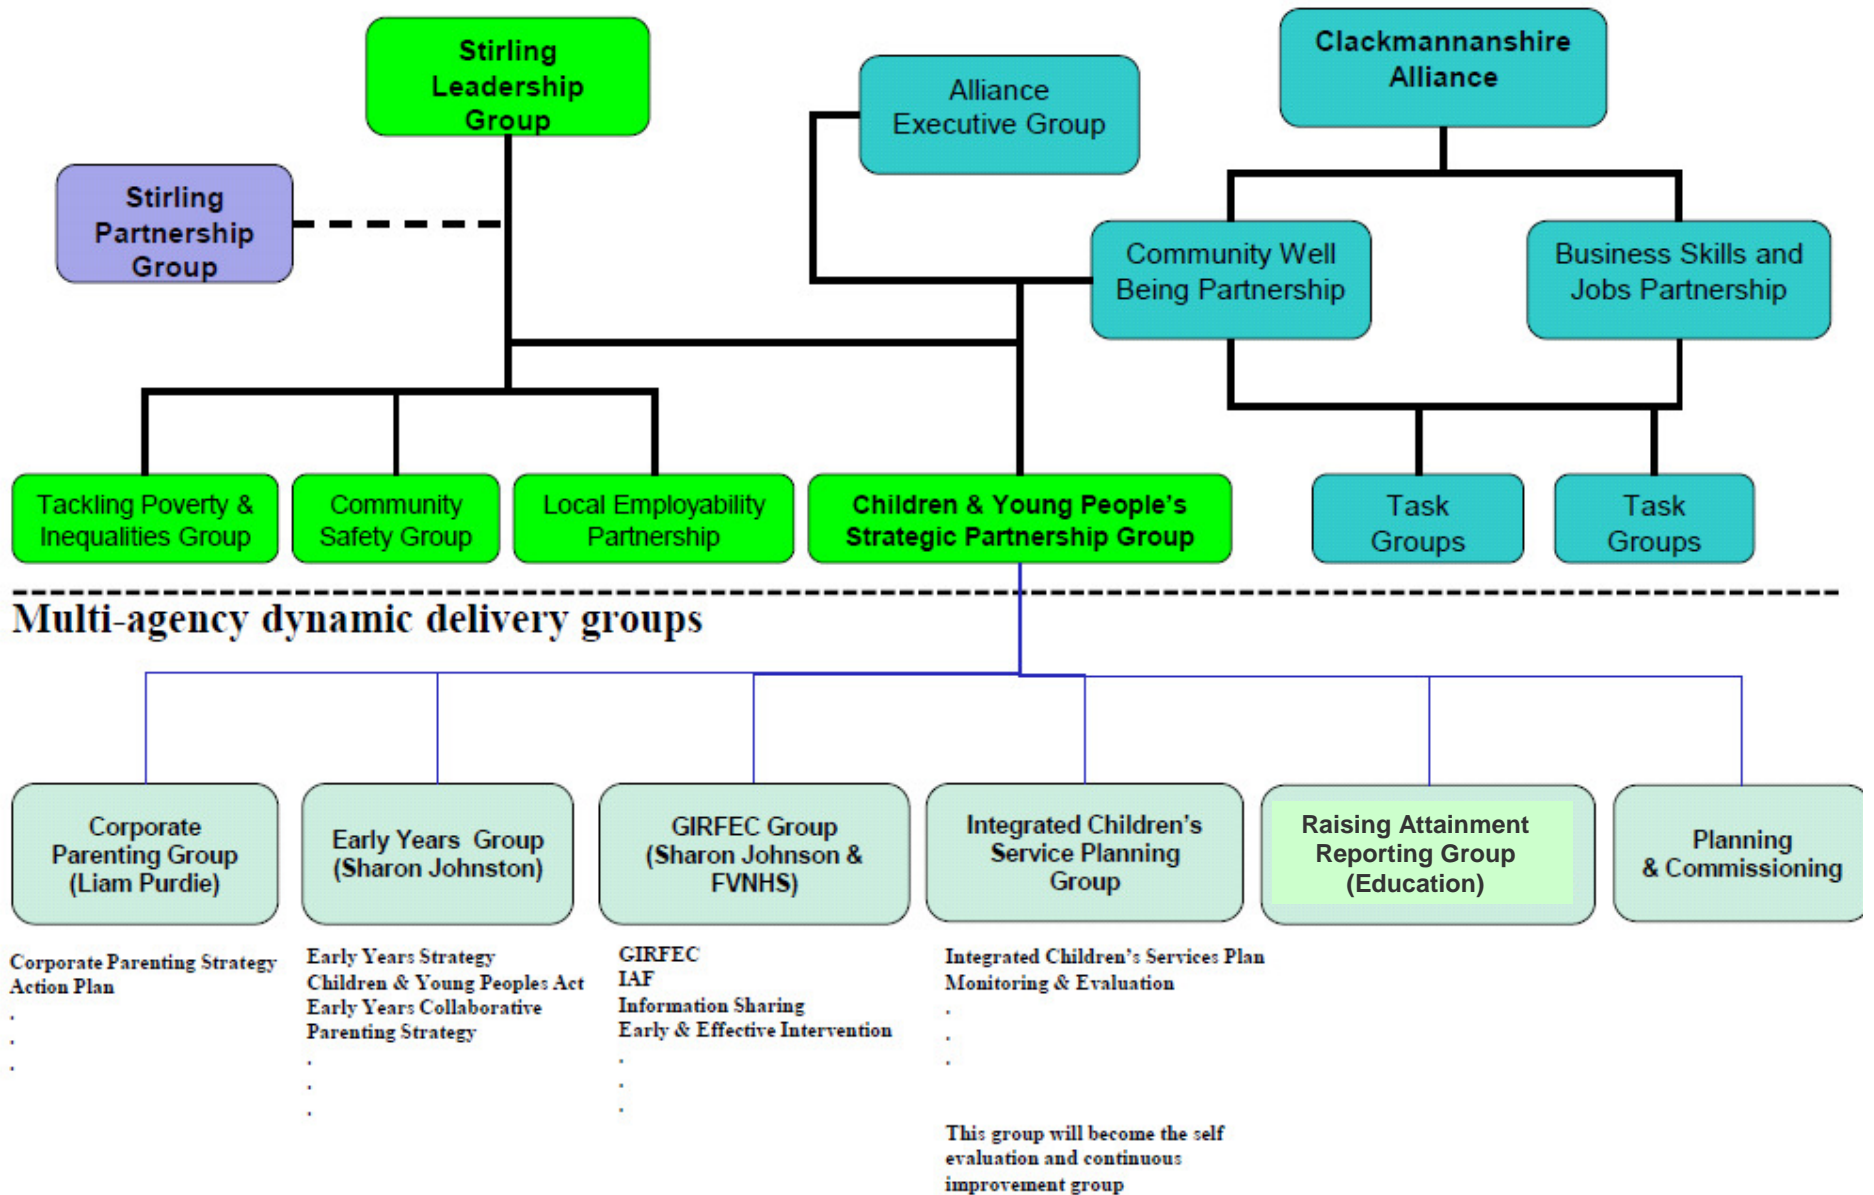 Stirling
Leadership
Group
Alliance
Executive Group
Clackmannanshire
Alliance
Stirling
Partnership
Group
Community Well
Being Partnership
Business Skills and
Jobs Partnership
Tackling Poverty &
Inequalities Group
Community
Safety Group
Local Employability
Partnership
Children & Young People's
Strategic Partnership Group
Task
Groups
Task
Groups
Multi-agency dynamic delivery groups
Corporate
Parenting Group
(Liam Purdie)
Early Years Group
(Sharon Johnston)
GIRFEC Group
(Sharon Johnson &
FVNHS)
Integrated Children's
Service Planning
Group
Raising Attainment
Reporting Group
(Education)
Planning
& Commissioning
Corporate Parenting Strategy
Action Plan
.
.
.
Early Years Strategy
Children & Young Peoples Act
Early Years Collaborative
Parenting Strategy
.
.
.
GIRFEC
IAF
Information Sharing
Early & Effective Intervention
.
.
.
Integrated Children's Services Plan
Monitoring & Evaluation
.
.
.
This group will become the self
evaluation and continuous
improvement group